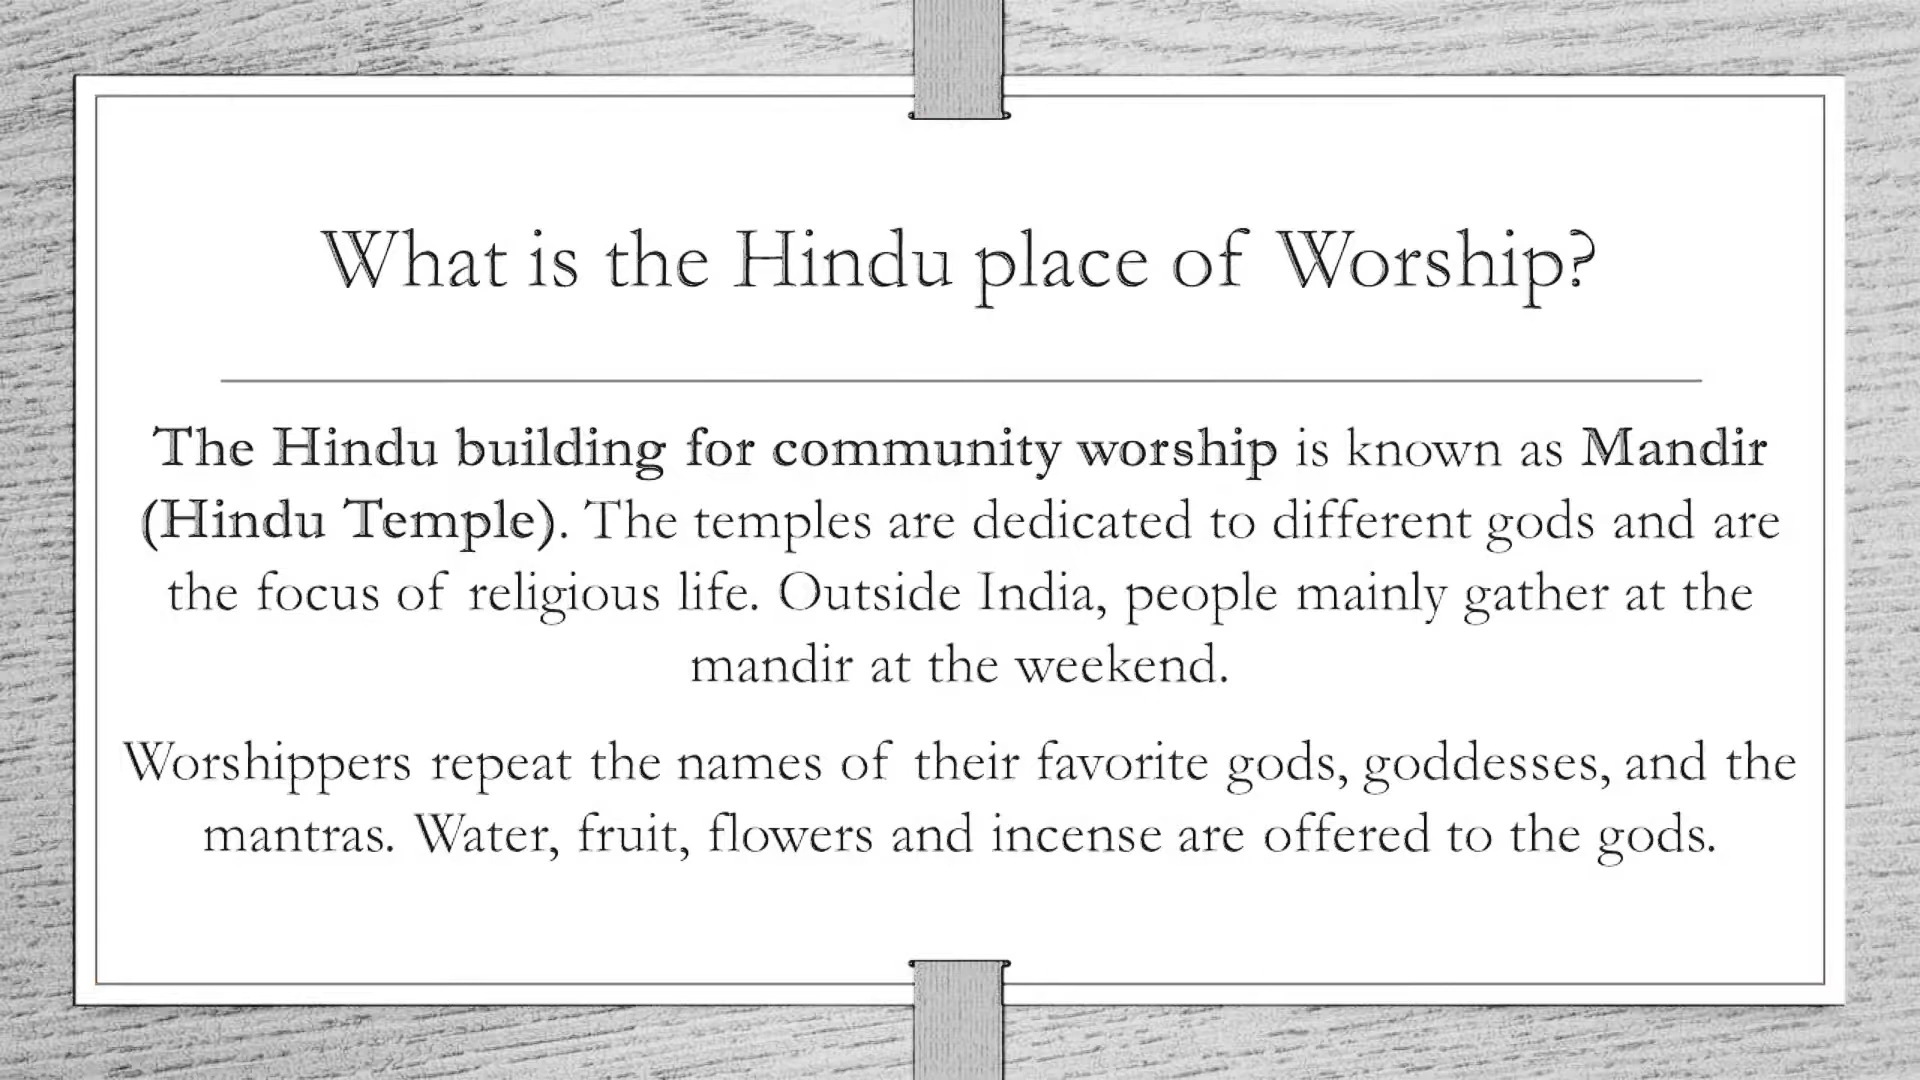 What is the Hindu place of Worship?
The Hindu building for community worship is known as Mandir
(Hindu Temple). The temples are dedicated to different gods and are
the focus of religious life. Outside India, people mainly gather at the
mandir at the weekend.
Worshippers repeat the names of their favorite gods, goddesses, and the
mantras. Water, fruit, flowers and incense are offered to the gods.